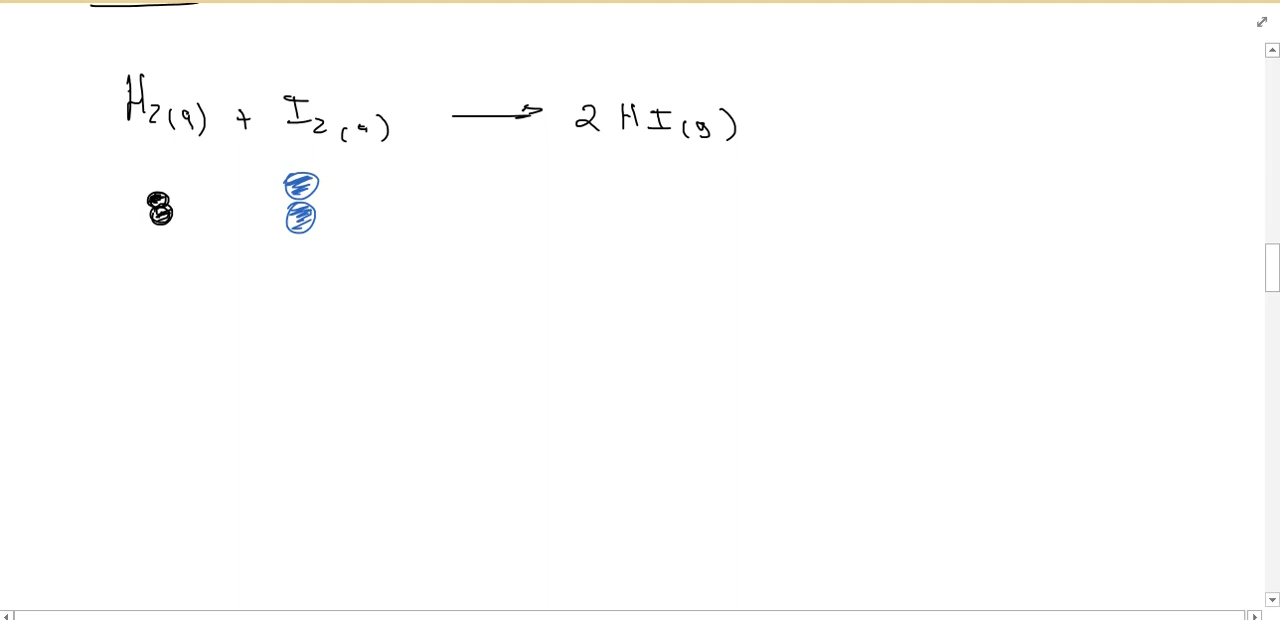 H₂(g) + I₂(g) → 2 HI(g)